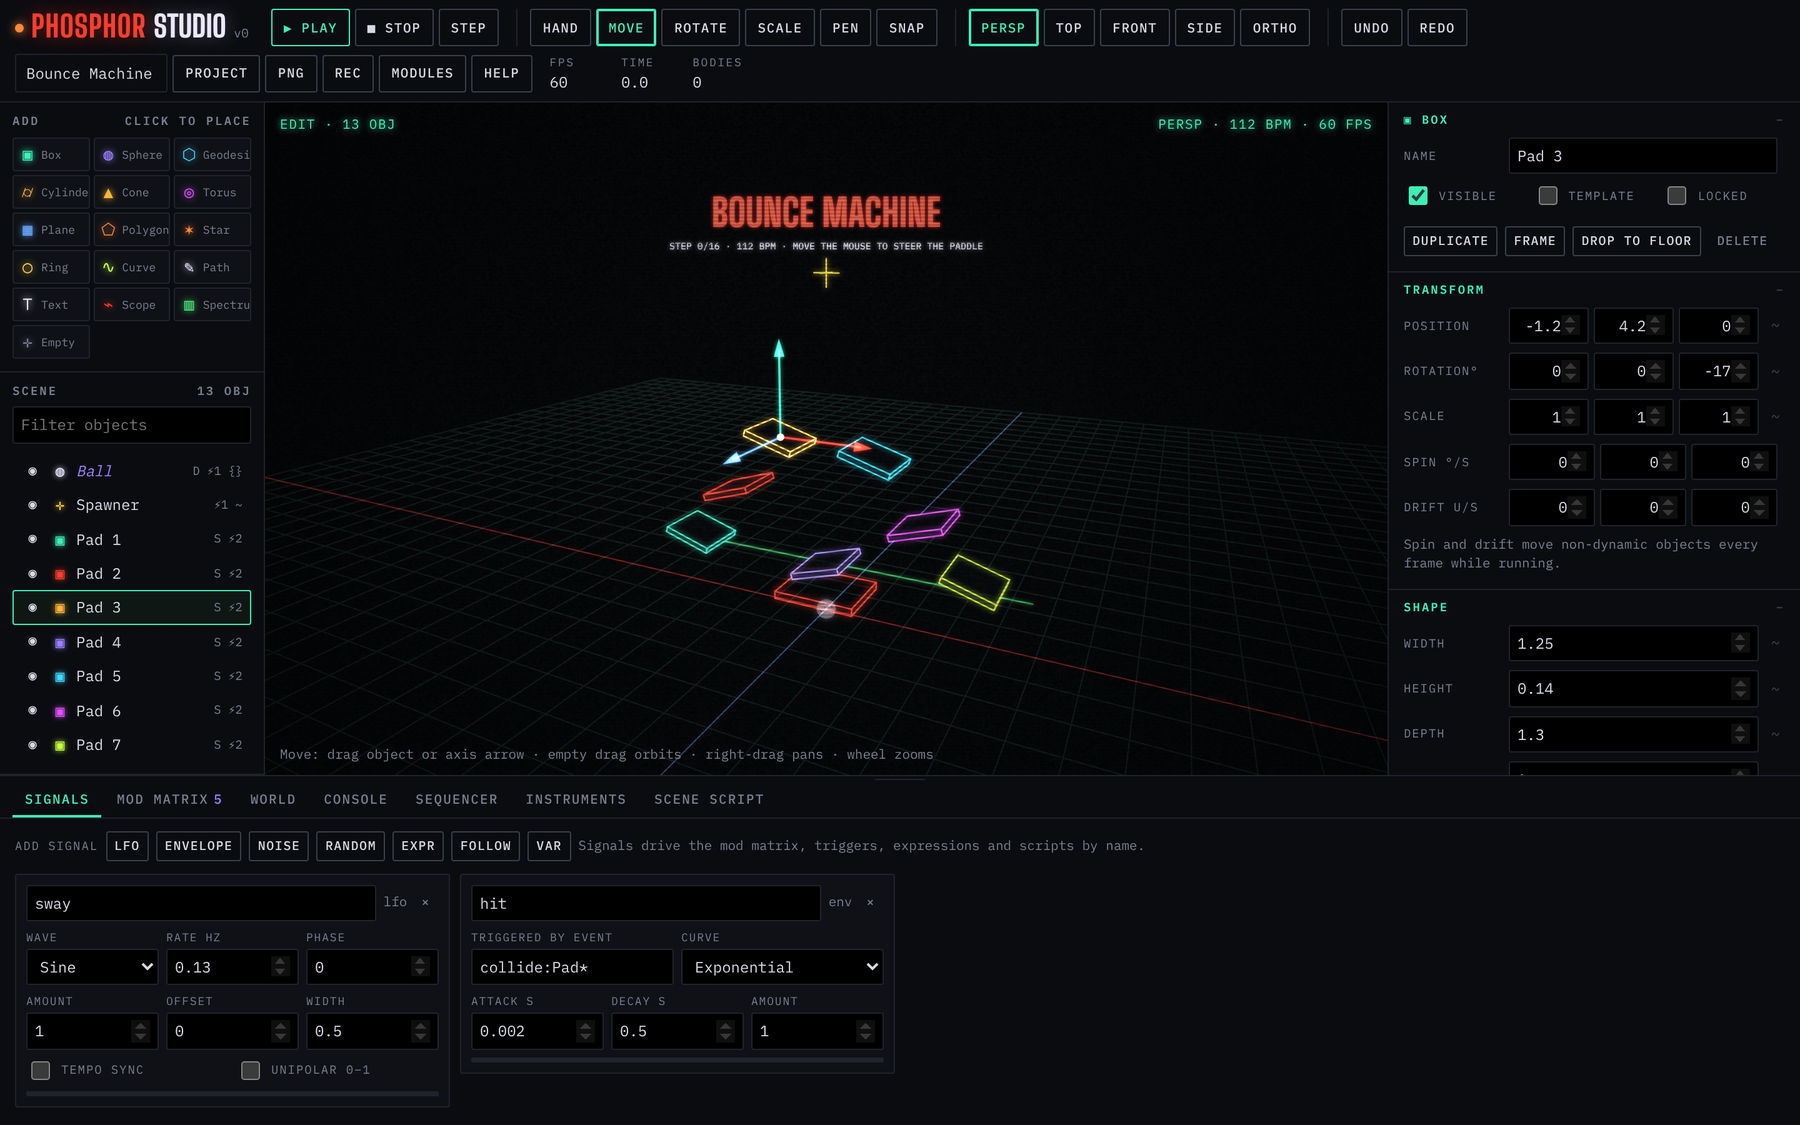 PHOSPHOR STUDIO v0
▶ PLAY
■ STOP
STEP
HAND
MOVE
ROTATE
SCALE
PEN
SNAP
PERSP
TOP
FRONT
SIDE
ORTHO
UNDO
REDO
Bounce Machine
PROJECT
PNG
REC
MODULES
HELP
FPS
60
TIME
0.0
BODIES
0
ADD
CLICK TO PLACE
Box
Sphere
Geodesi
Cylinde
Cone
Torus
Plane
Polygon
Star
Ring
Curve
Path
Text
Scope
Spectru
Empty
SCENE
13 OBJ
Filter objects
Ball D ⚡1 {}
Spawner ⚡1 ~
Pad 1 S ⚡2
Pad 2 S ⚡2
Pad 3 S ⚡2
Pad 4 S ⚡2
Pad 5 S ⚡2
Pad 6 S ⚡2
Pad 7 S ⚡2
EDIT · 13 OBJ
PERSP · 112 BPM · 60 FPS
BOUNCE MACHINE
STEP 0/16 · 112 BPM · MOVE THE MOUSE TO STEER THE PADDLE
Move: drag object or axis arrow · empty drag orbits · right-drag pans · wheel zooms
BOX
NAME
Pad 3
VISIBLE
TEMPLATE
LOCKED
DUPLICATE
FRAME
DROP TO FLOOR
DELETE
TRANSFORM
POSITION -1.2 4.2 0 ~
ROTATION° 0 0 -17 ~
SCALE 1 1 1 ~
SPIN °/S 0 0 0
DRIFT U/S 0 0 0
Spin and drift move non-dynamic objects every
frame while running.
SHAPE
WIDTH 1.25 ~
HEIGHT 0.14 ~
DEPTH 1.3 ~
SIGNALS
MOD MATRIX 5
WORLD
CONSOLE
SEQUENCER
INSTRUMENTS
SCENE SCRIPT
ADD SIGNAL
LFO
ENVELOPE
NOISE
RANDOM
EXPR
FOLLOW
VAR
Signals drive the mod matrix, triggers, expressions and scripts by name.
sway
lfo ×
WAVE
RATE HZ
PHASE
Sine
0.13
0
AMOUNT
OFFSET
WIDTH
1
0
0.5
TEMPO SYNC
UNIPOLAR 0–1
hit
env ×
TRIGGERED BY EVENT
CURVE
collide:Pad*
Exponential
ATTACK S
DECAY S
AMOUNT
0.002
0.5
1